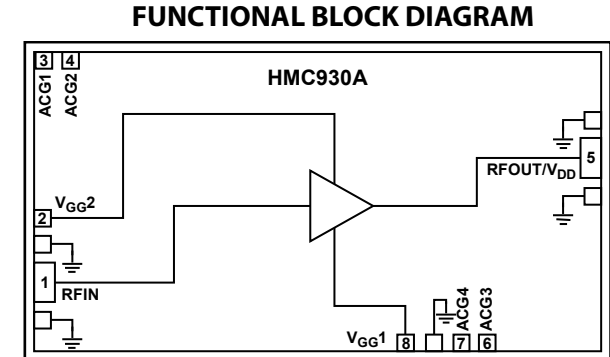 FUNCTIONAL BLOCK DIAGRAM
3 4
ACG1
ACG2
HMC930A
5
RFOUT/VDD
VGG2
2
1
RFIN
ACG4
ACG3
VGG1
8
7
6